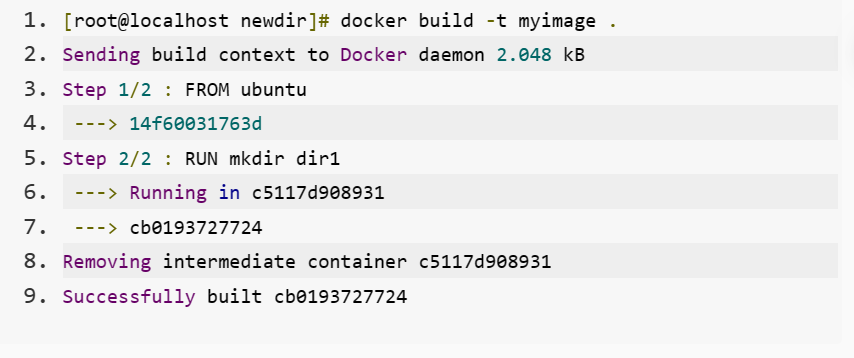 1. [root@localhost newdir]# docker build -t myimage .
2. Sending build context to Docker daemon 2.048 kB
3. Step 1/2 : FROM ubuntu
4.  ---> 14f60031763d
5. Step 2/2 : RUN mkdir dir1
6.  ---> Running in c5117d908931
7.  ---> cb0193727724
8. Removing intermediate container c5117d908931
9. Successfully built cb0193727724